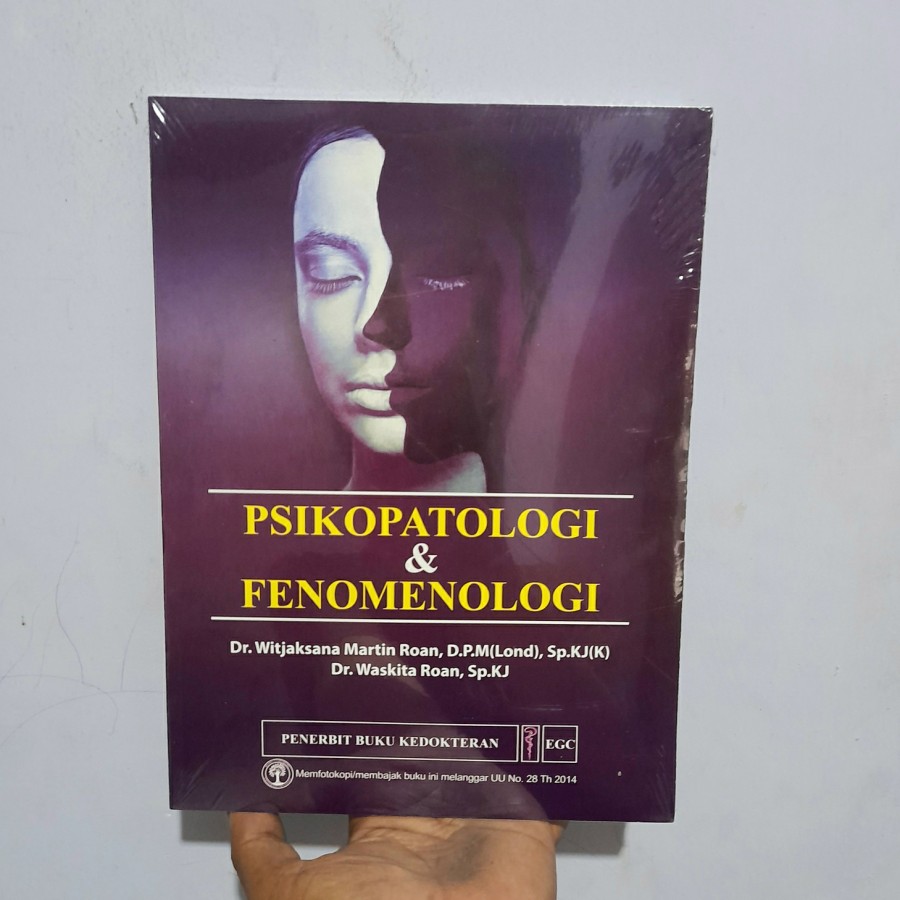 PSIKOPATOLOGI
&
FENOMENOLOGI
Dr. Witjaksana Martin Roan, D.P.M(Lond), Sp.KJ(K)
Dr. Waskita Roan, Sp.KJ
PENERBIT BUKU KEDOKTERAN EGC
Memfotokopi/membajak buku ini melanggar UU No. 28 Th 2014